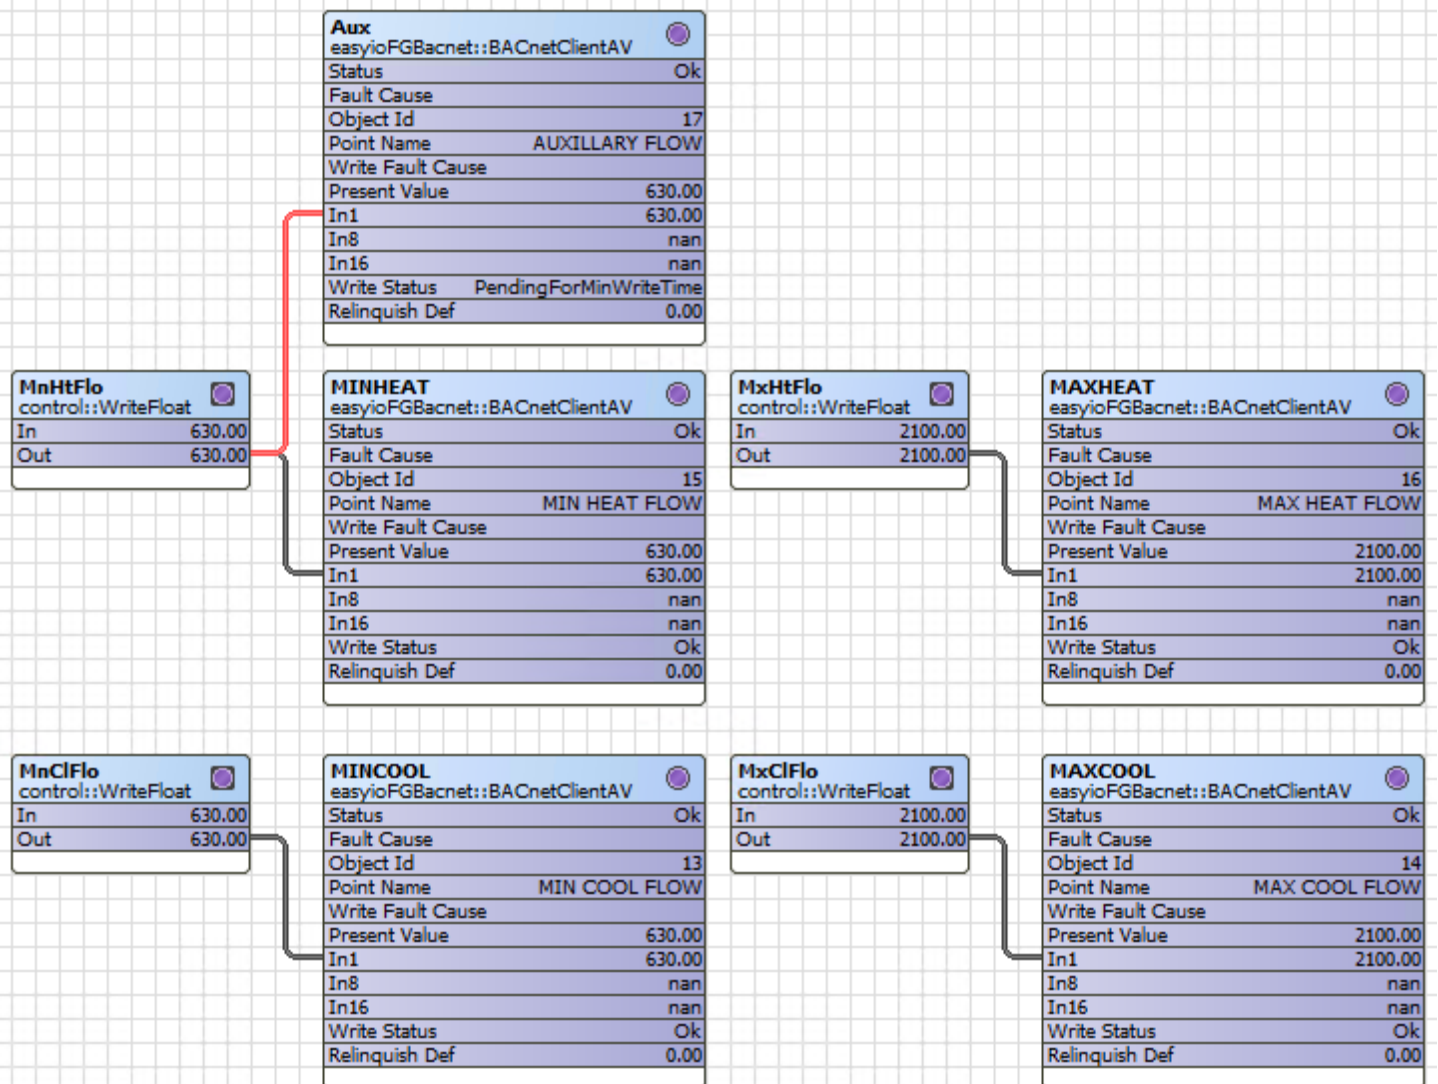 Aux
easyioFGBacnet::BACnetClientAV
Status Ok
Fault Cause
Object Id 17
Point Name AUXILLARY FLOW
Write Fault Cause
Present Value 630.00
In1 630.00
In8 nan
In16 nan
Write Status PendingForMinWriteTime
Relinquish Def 0.00
MnHtFlo
control::WriteFloat
In 630.00
Out 630.00
MINHEAT
easyioFGBacnet::BACnetClientAV
Status Ok
Fault Cause
Object Id 15
Point Name MIN HEAT FLOW
Write Fault Cause
Present Value 630.00
In1 630.00
In8 nan
In16 nan
Write Status Ok
Relinquish Def 0.00
MxHtFlo
control::WriteFloat
In 2100.00
Out 2100.00
MAXHEAT
easyioFGBacnet::BACnetClientAV
Status Ok
Fault Cause
Object Id 16
Point Name MAX HEAT FLOW
Write Fault Cause
Present Value 2100.00
In1 2100.00
In8 nan
In16 nan
Write Status Ok
Relinquish Def 0.00
MnClFlo
control::WriteFloat
In 630.00
Out 630.00
MINCOOL
easyioFGBacnet::BACnetClientAV
Status Ok
Fault Cause
Object Id 13
Point Name MIN COOL FLOW
Write Fault Cause
Present Value 630.00
In1 630.00
In8 nan
In16 nan
Write Status Ok
Relinquish Def 0.00
MxClFlo
control::WriteFloat
In 2100.00
Out 2100.00
MAXCOOL
easyioFGBacnet::BACnetClientAV
Status Ok
Fault Cause
Object Id 14
Point Name MAX COOL FLOW
Write Fault Cause
Present Value 2100.00
In1 2100.00
In8 nan
In16 nan
Write Status Ok
Relinquish Def 0.00